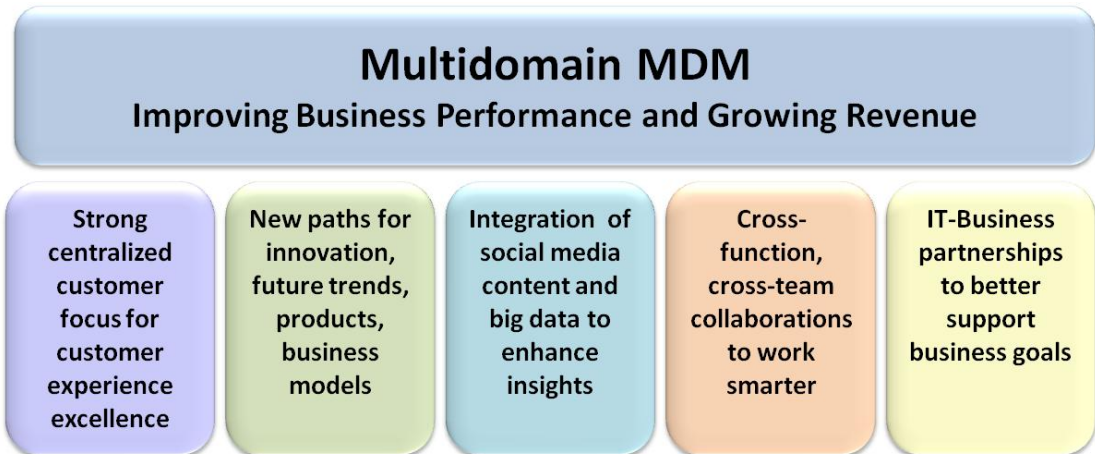 Multidomain MDM
Improving Business Performance and Growing Revenue
Strong
centralized
customer
focus for
customer
experience
excellence
New paths for
innovation,
future trends,
products,
business
models
Integration of
social media
content and
big data to
enhance
insights
Cross-
function,
cross-team
collaborations
to work
smarter
IT-Business
partnerships
to better
support
business goals